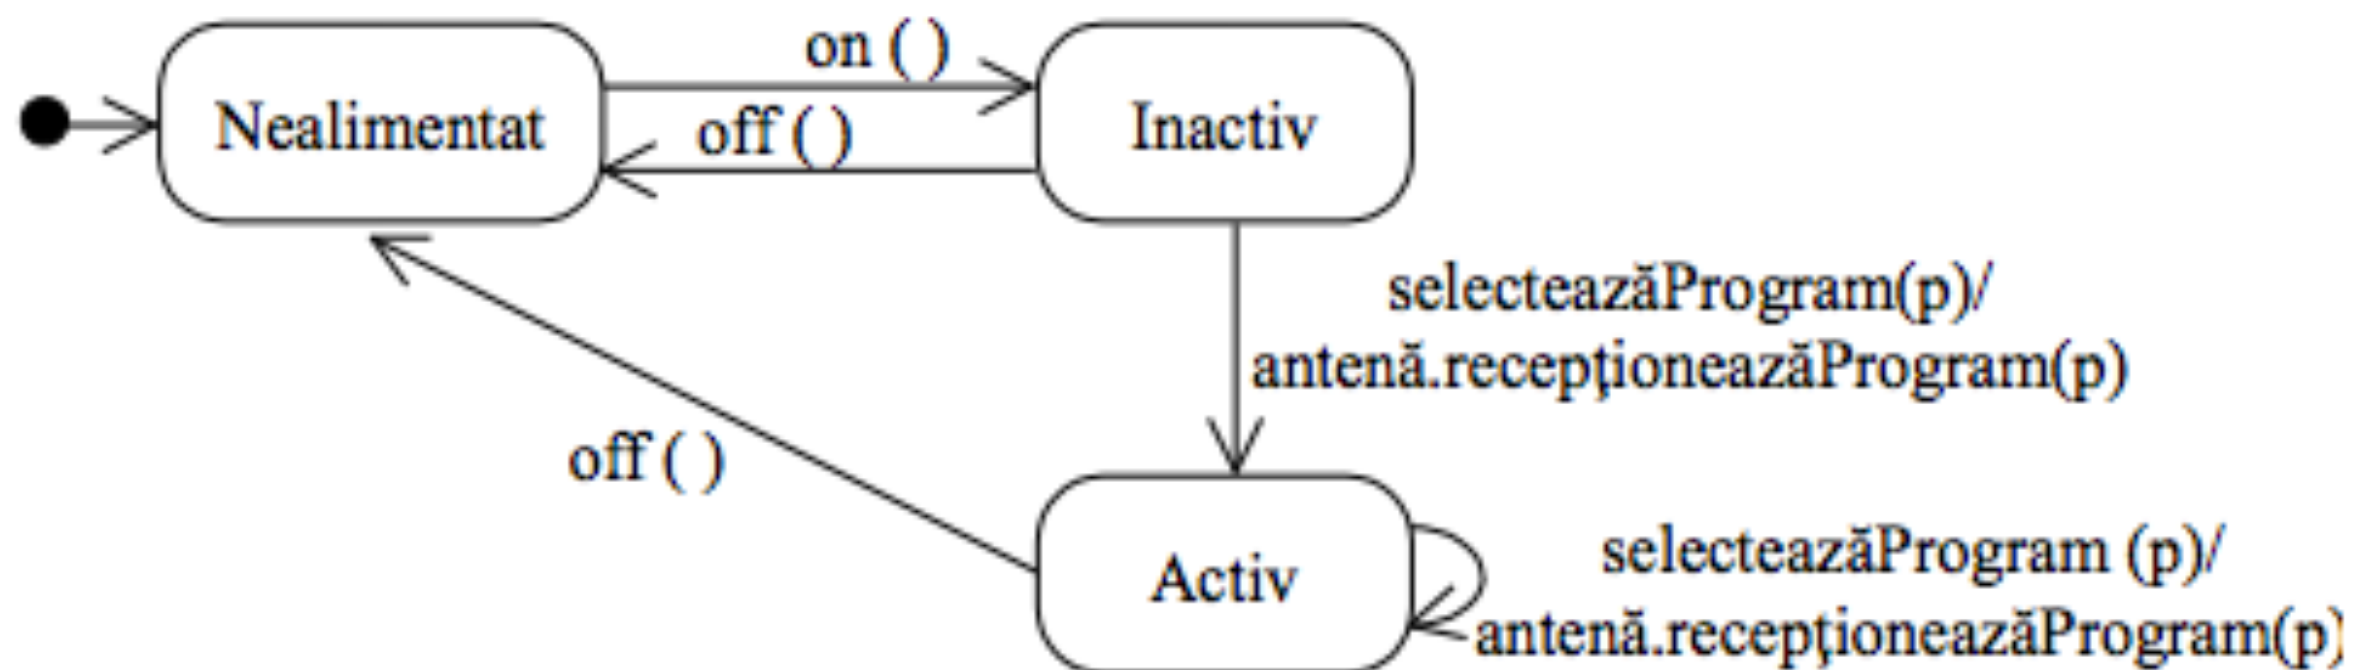 on ( )
Nealimentat
off ( )
Inactiv
selecteazăProgram(p)/
antenă.recepţioneazăProgram(p)
off ( )
Activ
selecteazăProgram (p)/
antenă.recepţioneazăProgram(p)